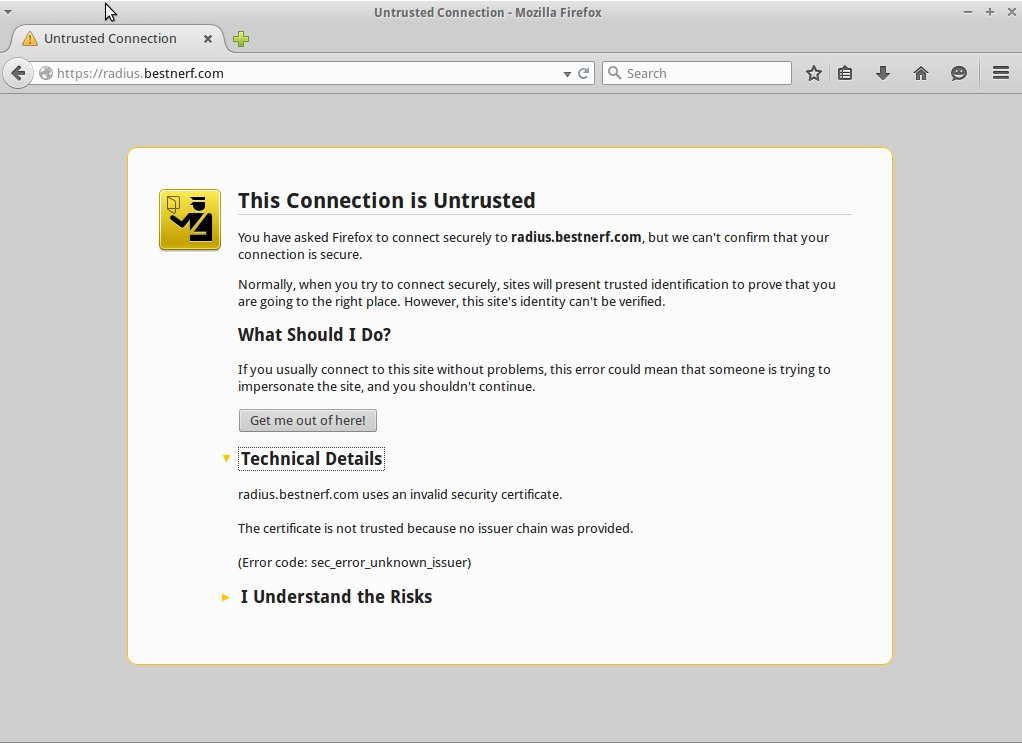 Untrusted Connection - Mozilla Firefox
Untrusted Connection
https://radius.bestnerf.com
Search
This Connection is Untrusted
You have asked Firefox to connect securely to radius.bestnerf.com, but we can't confirm that your
connection is secure.
Normally, when you try to connect securely, sites will present trusted identification to prove that you
are going to the right place. However, this site's identity can't be verified.
What Should I Do?
If you usually connect to this site without problems, this error could mean that someone is trying to
impersonate the site, and you shouldn't continue.
Get me out of here!
Technical Details
radius.bestnerf.com uses an invalid security certificate.
The certificate is not trusted because no issuer chain was provided.
(Error code: sec_error_unknown_issuer)
I Understand the Risks